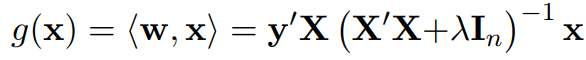 g(x) = ⟨w, x⟩ = y′X (X′X+λIₙ)⁻¹ x